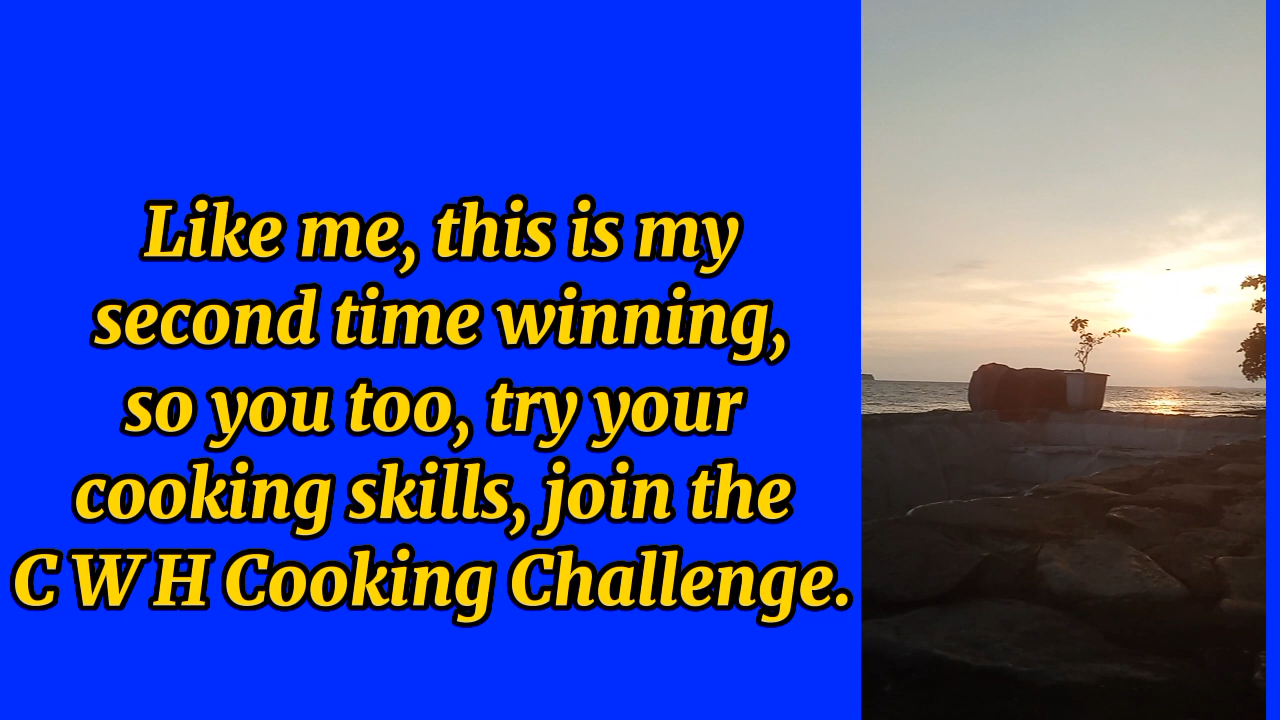 Like me, this is my
second time winning,
so you too, try your
cooking skills, join the
C W H Cooking Challenge.